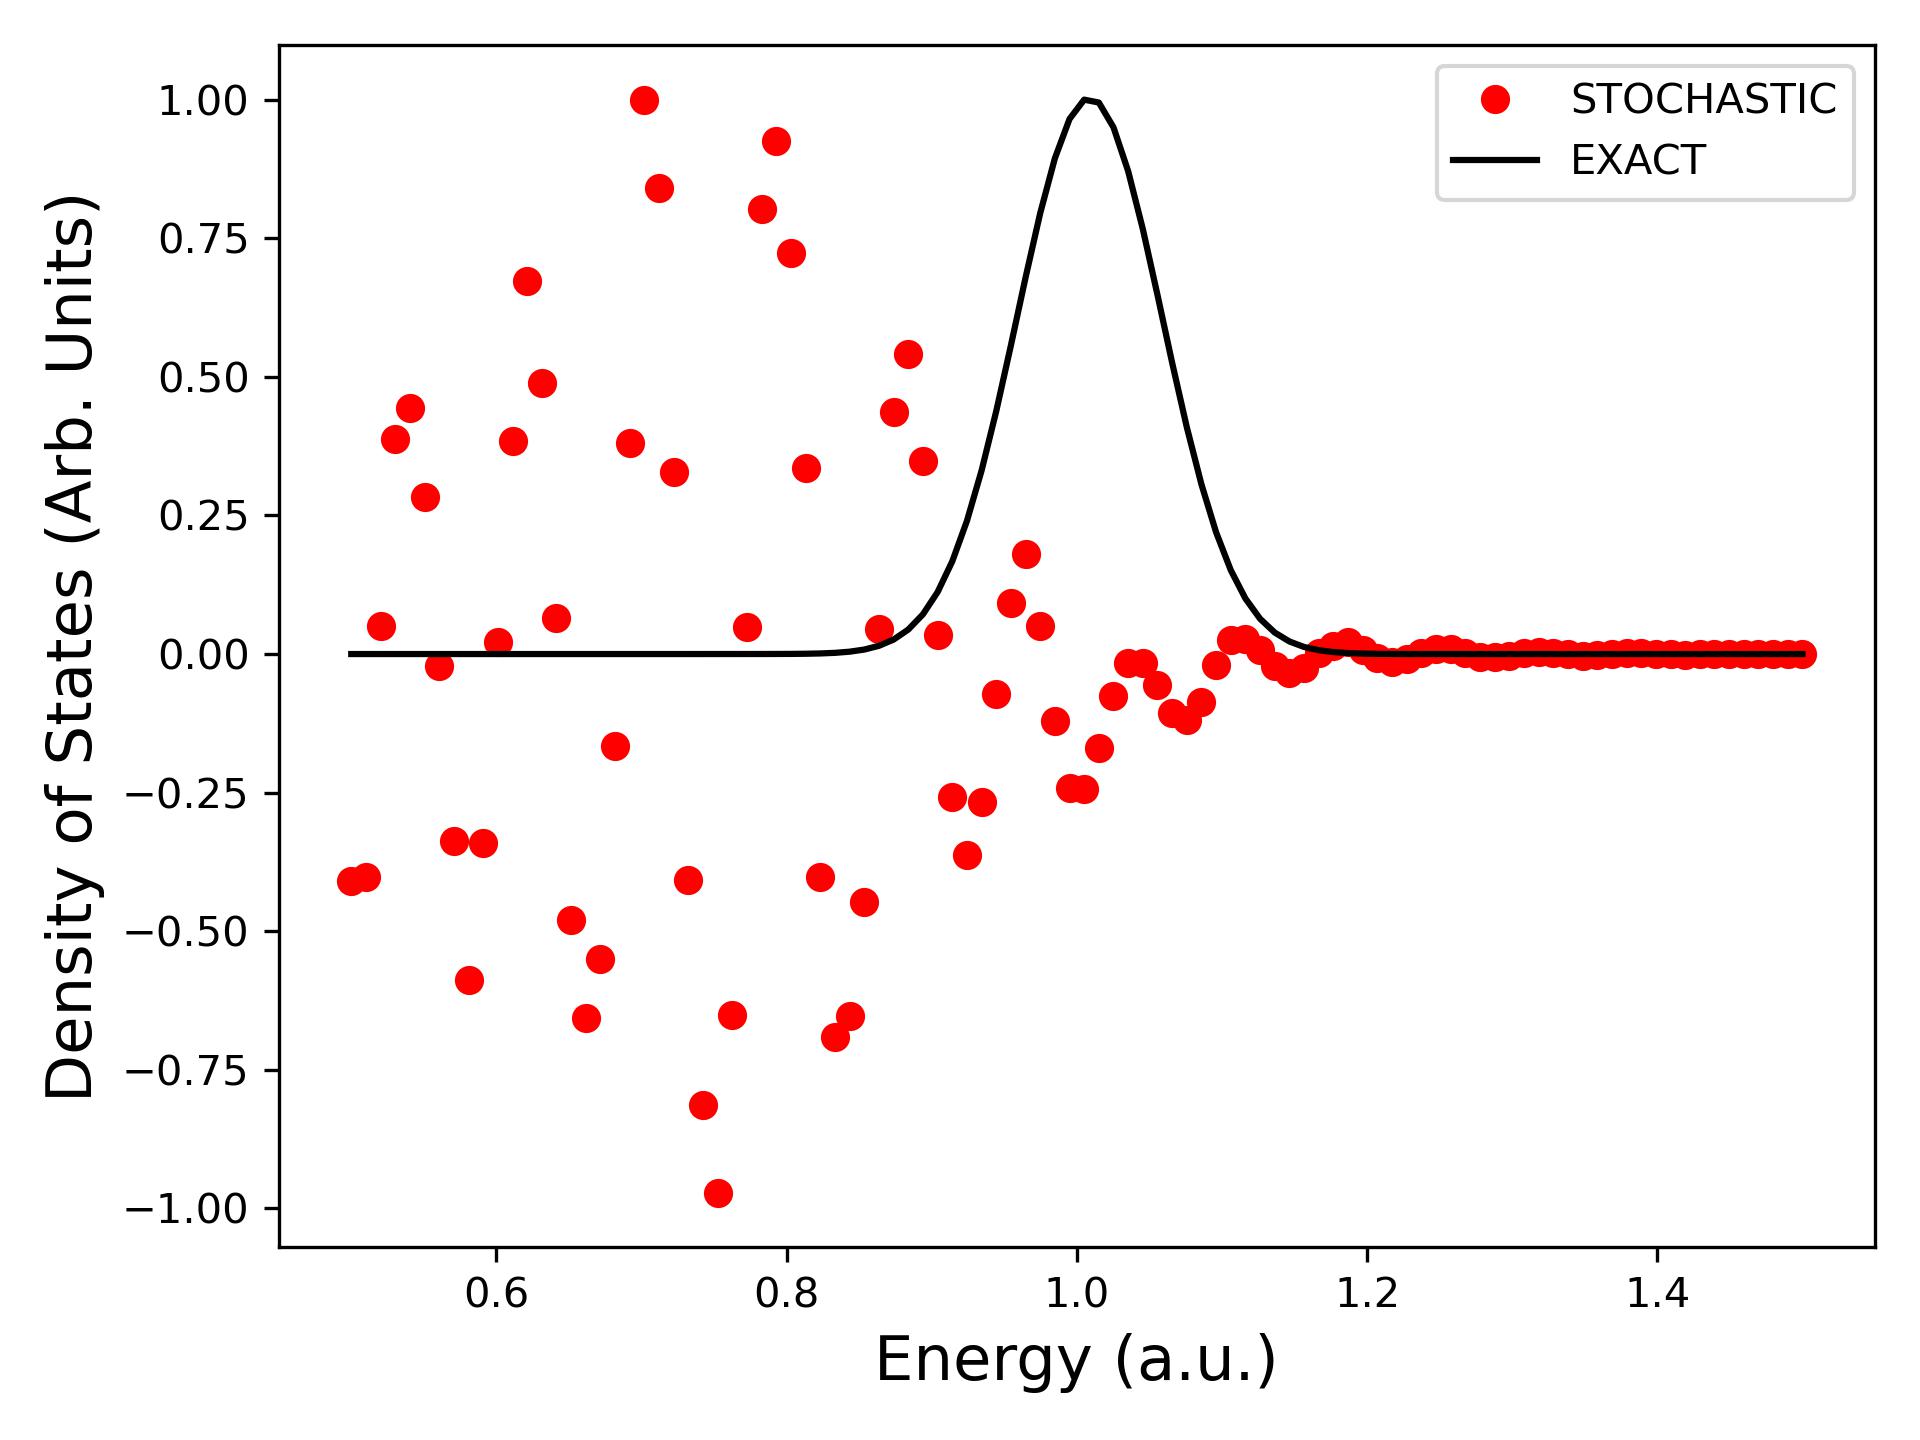 STOCHASTIC
EXACT
Density of States (Arb. Units)
1.00
0.75
0.50
0.25
0.00
−0.25
−0.50
−0.75
−1.00
0.6 0.8 1.0 1.2 1.4
Energy (a.u.)